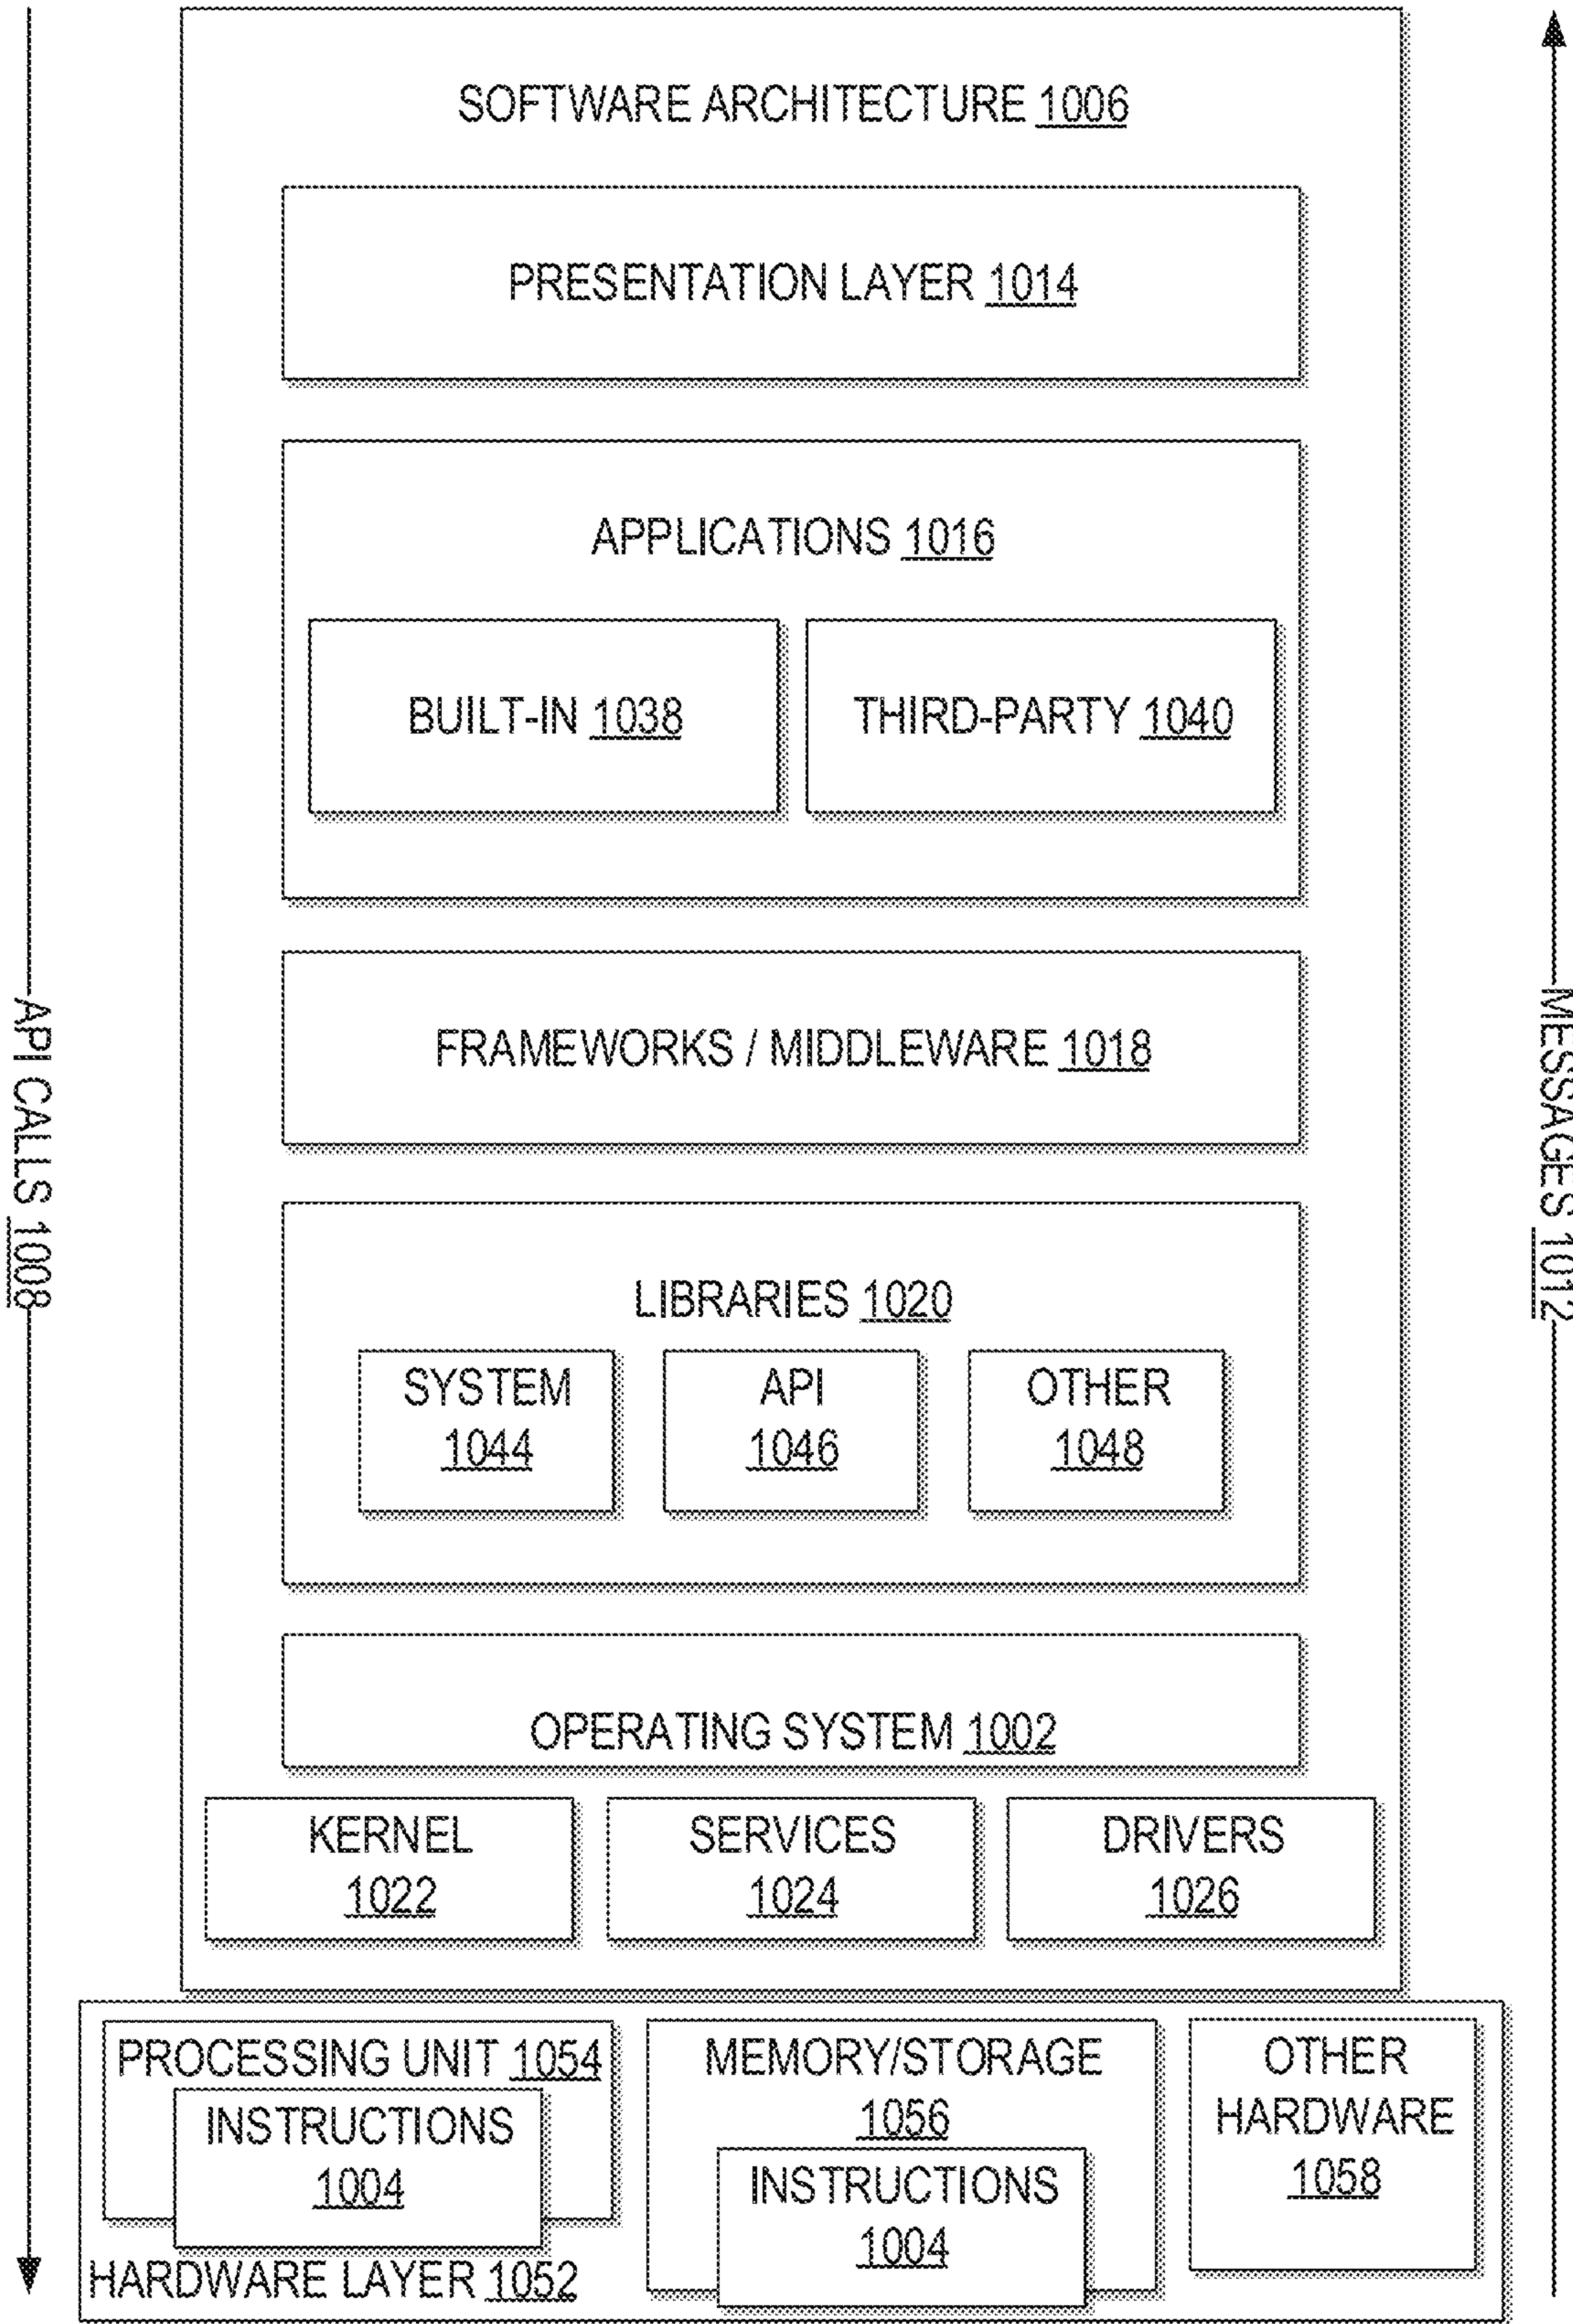 SOFTWARE ARCHITECTURE 1006
PRESENTATION LAYER 1014
APPLICATIONS 1016
BUILT-IN 1038
THIRD-PARTY 1040
FRAMEWORKS / MIDDLEWARE 1018
API CALLS 1008
MESSAGES 1012
LIBRARIES 1020
SYSTEM
1044
API
1046
OTHER
1048
OPERATING SYSTEM 1002
KERNEL
1022
SERVICES
1024
DRIVERS
1026
PROCESSING UNIT 1054
INSTRUCTIONS
1004
MEMORY/STORAGE
1056
INSTRUCTIONS
1004
OTHER
HARDWARE
1058
HARDWARE LAYER 1052